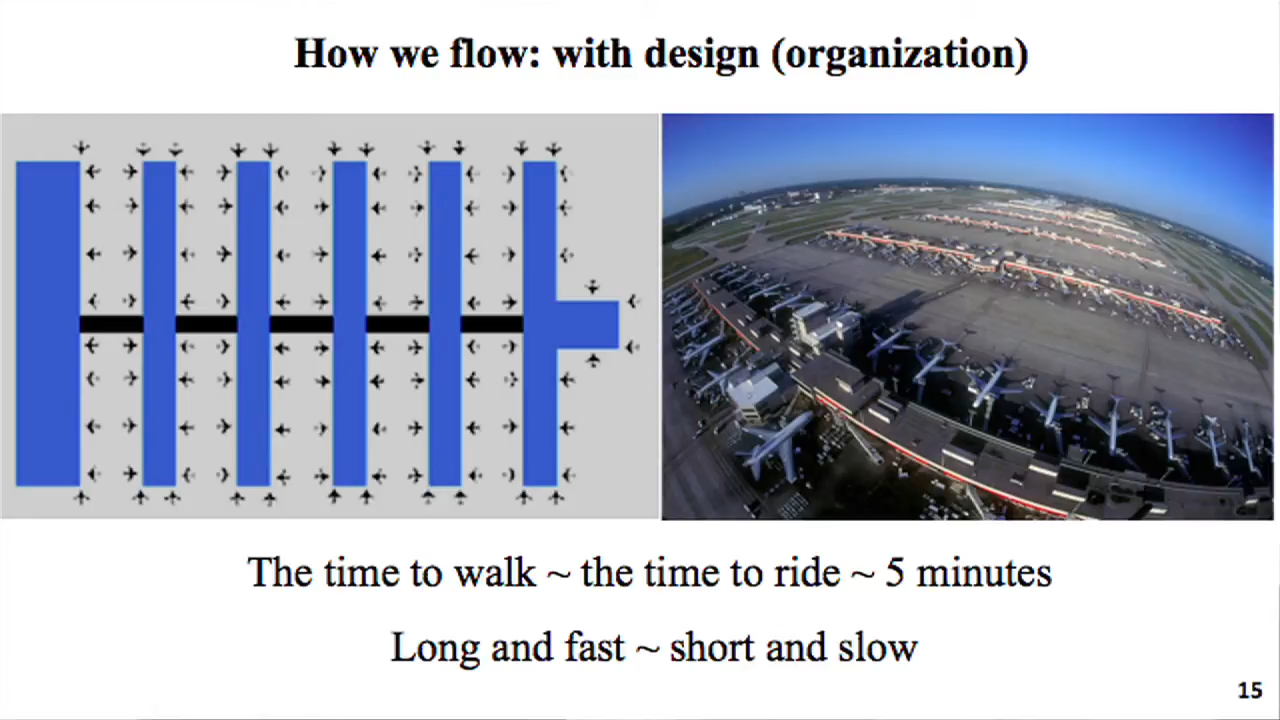 How we flow: with design (organization)
The time to walk ~ the time to ride ~ 5 minutes
Long and fast ~ short and slow
15